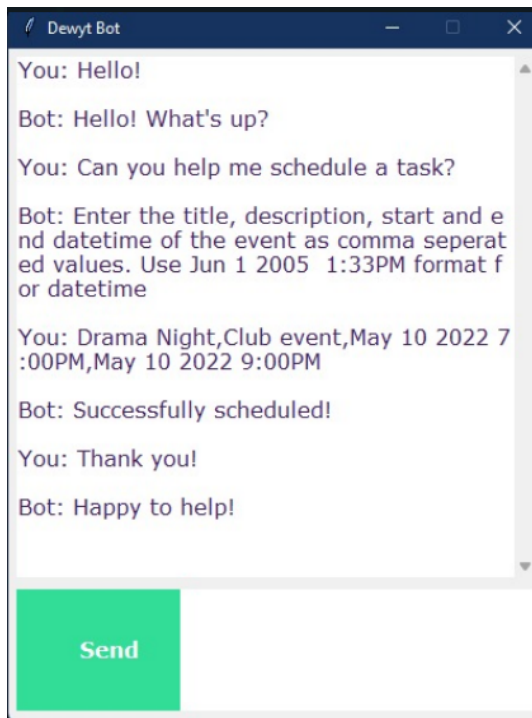 Dewyt Bot
You: Hello!
Bot: Hello! What's up?
You: Can you help me schedule a task?
Bot: Enter the title, description, start and e
nd datetime of the event as comma seperat
ed values. Use Jun 1 2005  1:33PM format f
or datetime
You: Drama Night,Club event,May 10 2022 7
:00PM,May 10 2022 9:00PM
Bot: Successfully scheduled!
You: Thank you!
Bot: Happy to help!
Send